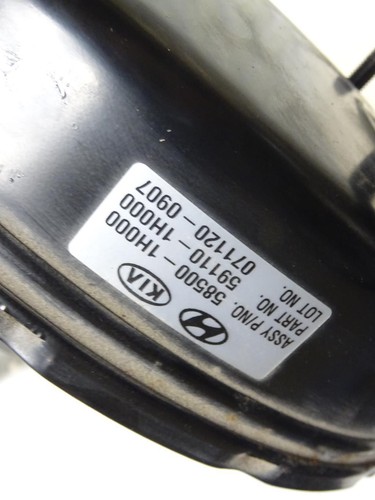 KIA
ASSY P/NO. 58500-1H000
PART NO. 59110-1H000
LOT NO. 071120-0907